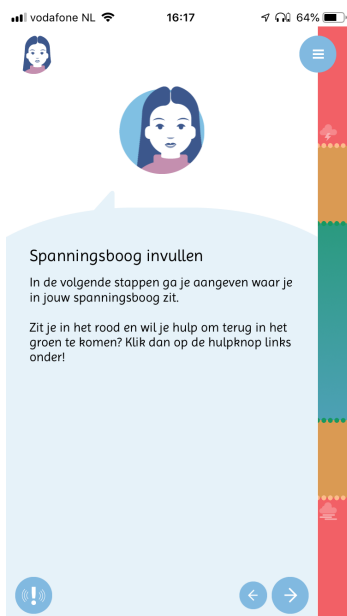 vodafone NL
16:17
64%
Spanningsboog invullen
In de volgende stappen ga je aangeven waar je
in jouw spanningsboog zit.
Zit je in het rood en wil je hulp om terug in het
groen te komen? Klik dan op de hulpknop links
onder!